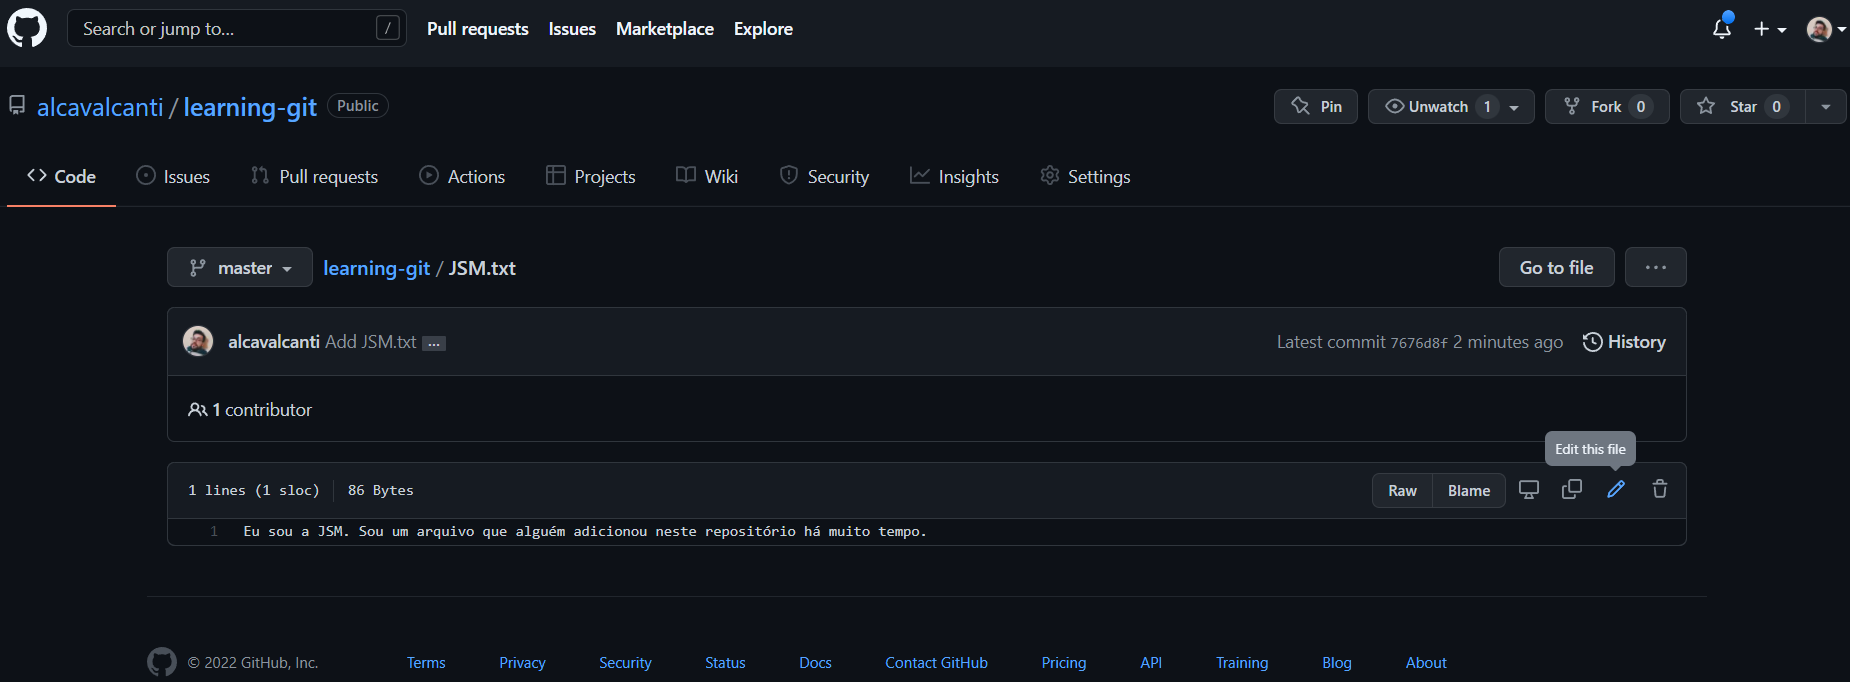 Search or jump to... /
Pull requests Issues Marketplace Explore
alcavalcanti / learning-git Public
Pin Unwatch 1 Fork 0 Star 0
Code Issues Pull requests Actions Projects Wiki Security Insights Settings
master learning-git / JSM.txt Go to file ...
alcavalcanti Add JSM.txt ... Latest commit 7676d8f 2 minutes ago History
1 contributor
Edit this file
1 lines (1 sloc) 86 Bytes Raw Blame
1 Eu sou a JSM. Sou um arquivo que alguém adicionou neste repositório há muito tempo.
© 2022 GitHub, Inc. Terms Privacy Security Status Docs Contact GitHub Pricing API Training Blog About